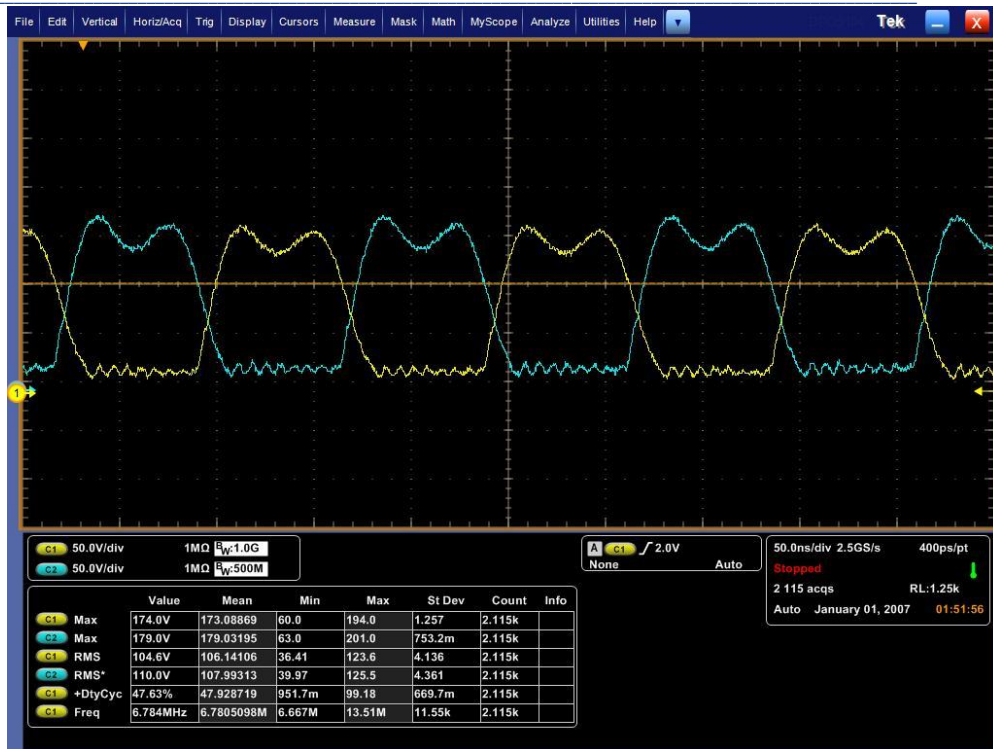 File Edit Vertical Horiz/Acq Trig Display Cursors Measure Mask Math MyScope Analyze Utilities Help Tek X
1
C1 50.0V/div 1MΩ BW:1.0G
C2 50.0V/div 1MΩ BW:500M
A C1 2.0V
None Auto
50.0ns/div 2.5GS/s 400ps/pt
Stopped
2 115 acqs RL:1.25k
Auto January 01, 2007 01:51:56
Value Mean Min Max St Dev Count Info
C1 Max 174.0V 173.08869 60.0 194.0 1.257 2.115k
C2 Max 179.0V 179.03195 63.0 201.0 753.2m 2.115k
C1 RMS 104.6V 106.14106 36.41 123.6 4.136 2.115k
C2 RMS* 110.0V 107.99313 39.97 125.5 4.361 2.115k
C1 +DtyCyc 47.63% 47.928719 951.7m 99.18 669.7m 2.115k
C1 Freq 6.784MHz 6.7805098M 6.667M 13.51M 11.55k 2.115k